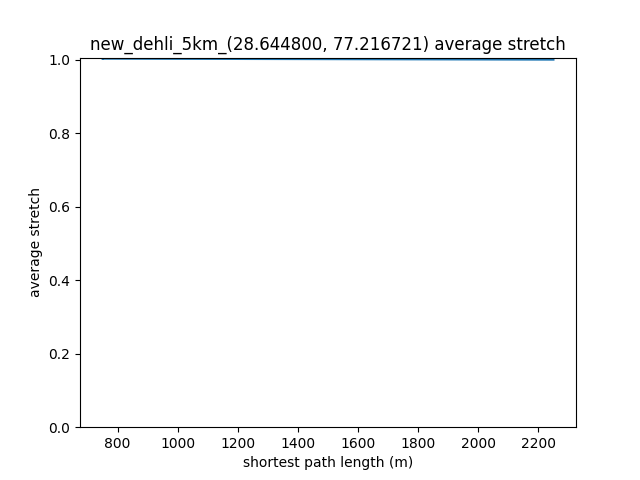 new_dehli_5km_(28.644800, 77.216721) average stretch
1.0
0.8
0.6
0.4
0.2
0.0
average stretch
800 1000 1200 1400 1600 1800 2000 2200
shortest path length (m)